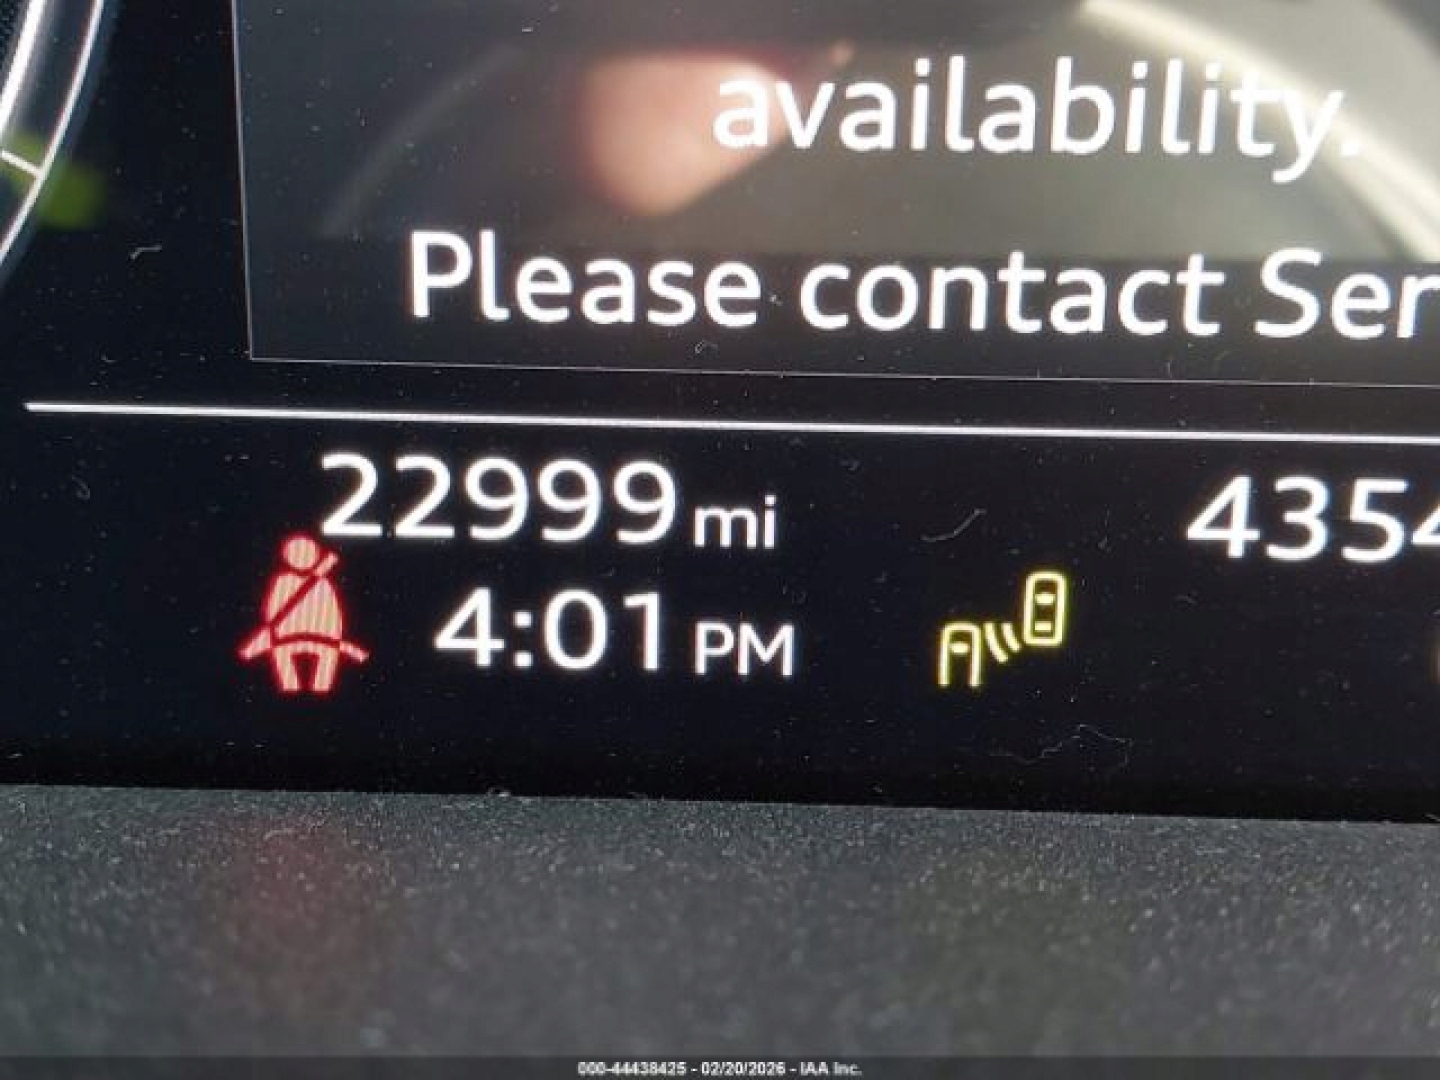 availability.
Please contact Ser
22999 mi
4354
4:01 PM
000-44438425 - 02/20/2026 - IAA Inc.